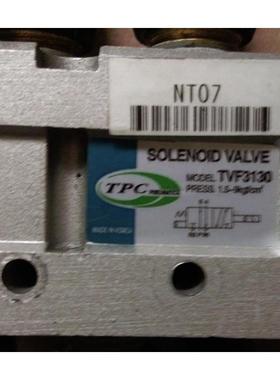 NT07
SOLENOID VALVE
MODEL TVF3130
PRESS. 1.5~9kgf/cm²
TPC
MADE IN KOREA